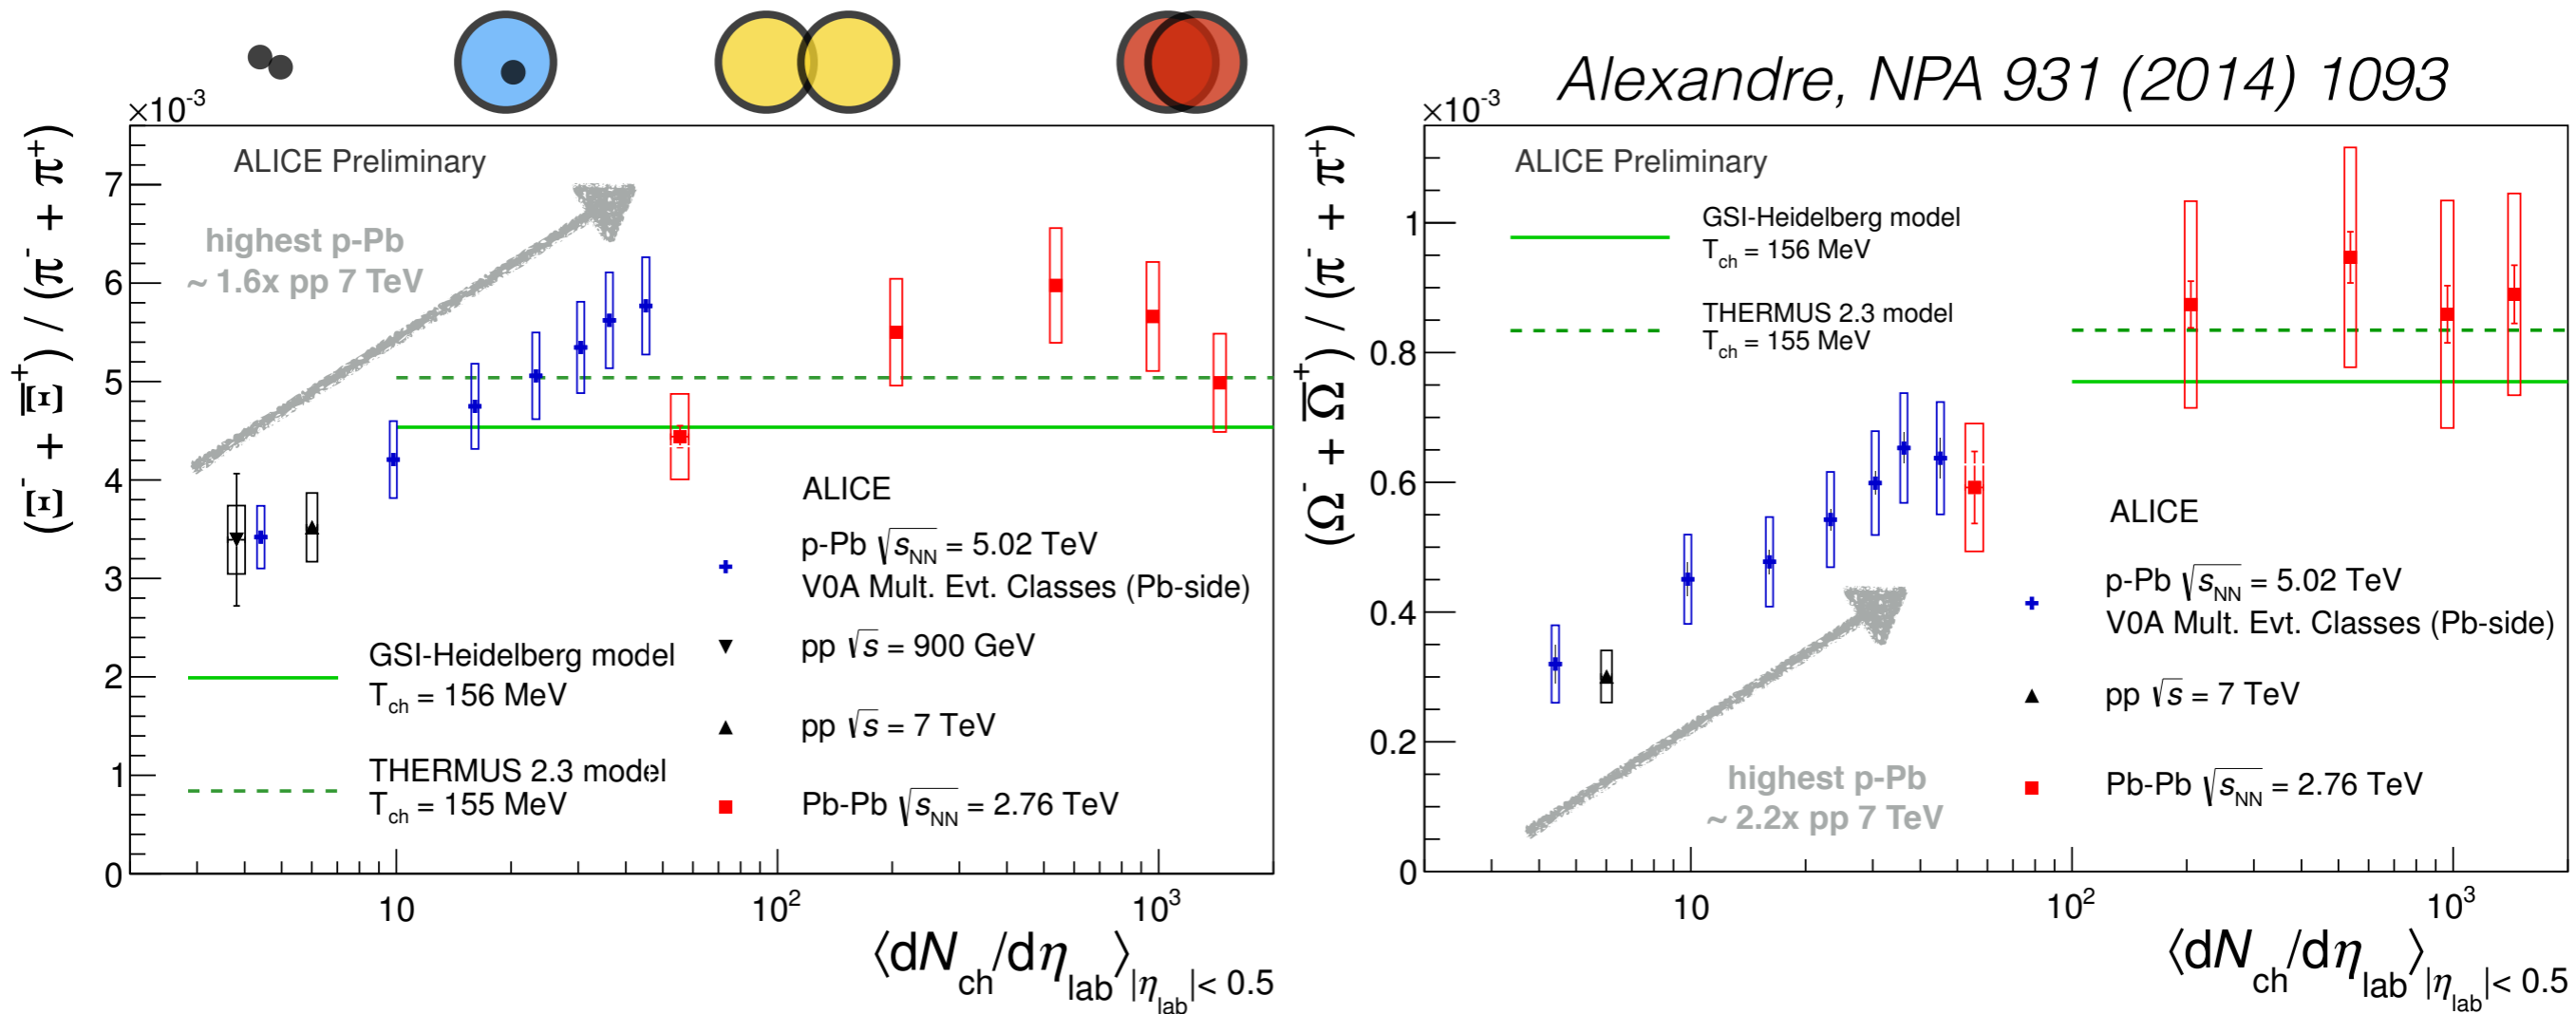 Alexandre, NPA 931 (2014) 1093
×10⁻³
(Ξ⁻ + Ξ̅⁺) / (π⁻ + π⁺)
ALICE Preliminary
highest p-Pb
~ 1.6x pp 7 TeV
7
6
5
4
3
2
1
0
ALICE
p-Pb √s_NN = 5.02 TeV
V0A Mult. Evt. Classes (Pb-side)
pp √s = 900 GeV
pp √s = 7 TeV
Pb-Pb √s_NN = 2.76 TeV
GSI-Heidelberg model
T_ch = 156 MeV
THERMUS 2.3 model
T_ch = 155 MeV
10 10² 10³
⟨dN_ch/dη_lab⟩_|η_lab|< 0.5
×10⁻³
(Ω⁻ + Ω̅⁺) / (π⁻ + π⁺)
ALICE Preliminary
GSI-Heidelberg model
T_ch = 156 MeV
THERMUS 2.3 model
T_ch = 155 MeV
1
0.8
0.6
0.4
0.2
0
ALICE
p-Pb √s_NN = 5.02 TeV
V0A Mult. Evt. Classes (Pb-side)
pp √s = 7 TeV
Pb-Pb √s_NN = 2.76 TeV
highest p-Pb
~ 2.2x pp 7 TeV
10 10² 10³
⟨dN_ch/dη_lab⟩_|η_lab|< 0.5